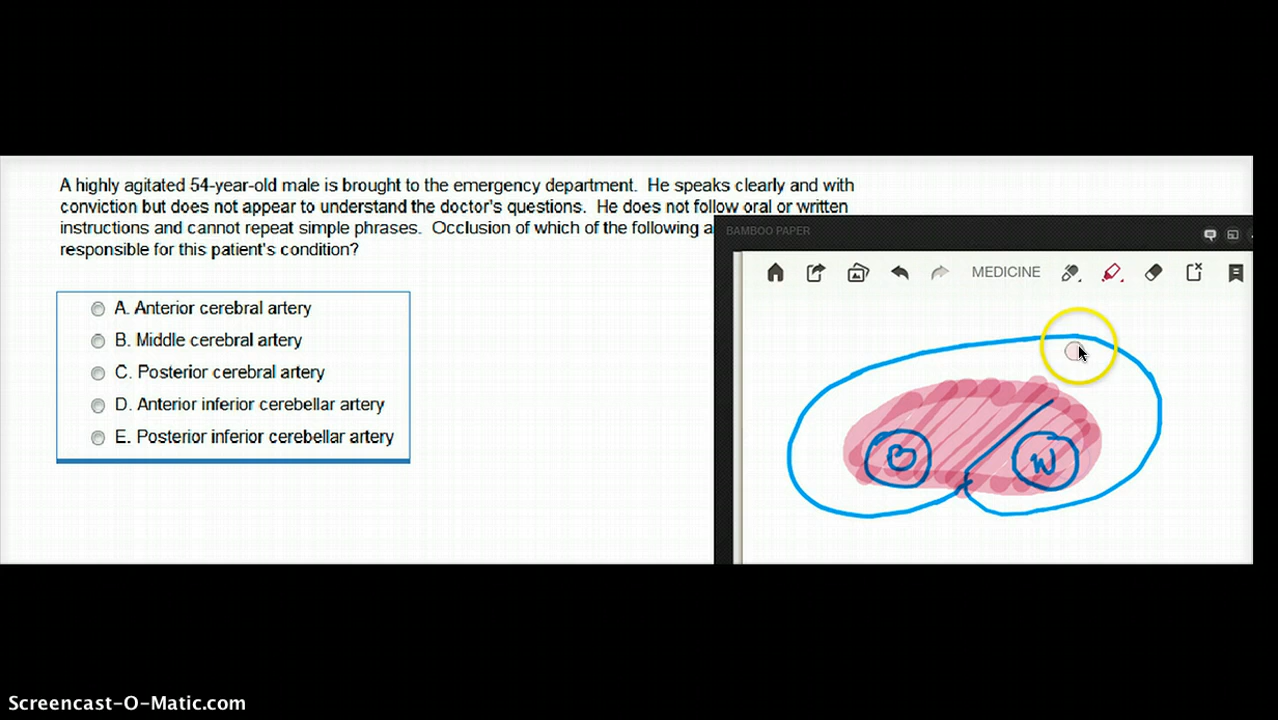 A highly agitated 54-year-old male is brought to the emergency department. He speaks clearly and with
conviction but does not appear to understand the doctor's questions. He does not follow oral or written
instructions and cannot repeat simple phrases. Occlusion of which of the following a
responsible for this patient's condition?
A. Anterior cerebral artery
B. Middle cerebral artery
C. Posterior cerebral artery
D. Anterior inferior cerebellar artery
E. Posterior inferior cerebellar artery
BAMBOO PAPER
MEDICINE
B
W
Screencast-O-Matic.com